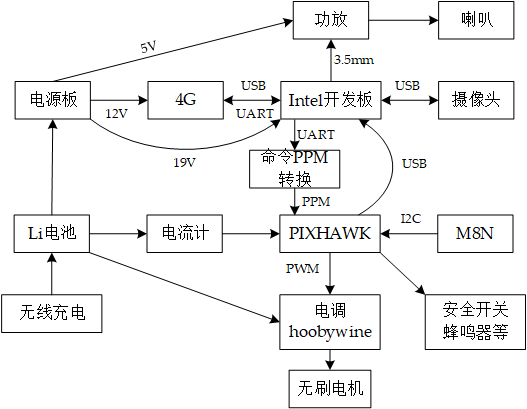 功放
喇叭
5V
3.5mm
电源板
12V
4G
USB
UART
Intel开发板
USB
摄像头
19V
UART
命令PPM
转换
USB
PPM
Li电池
电流计
PIXHAWK
I2C
M8N
PWM
无线充电
电调
hoobywine
安全开关
蜂鸣器等
无刷电机